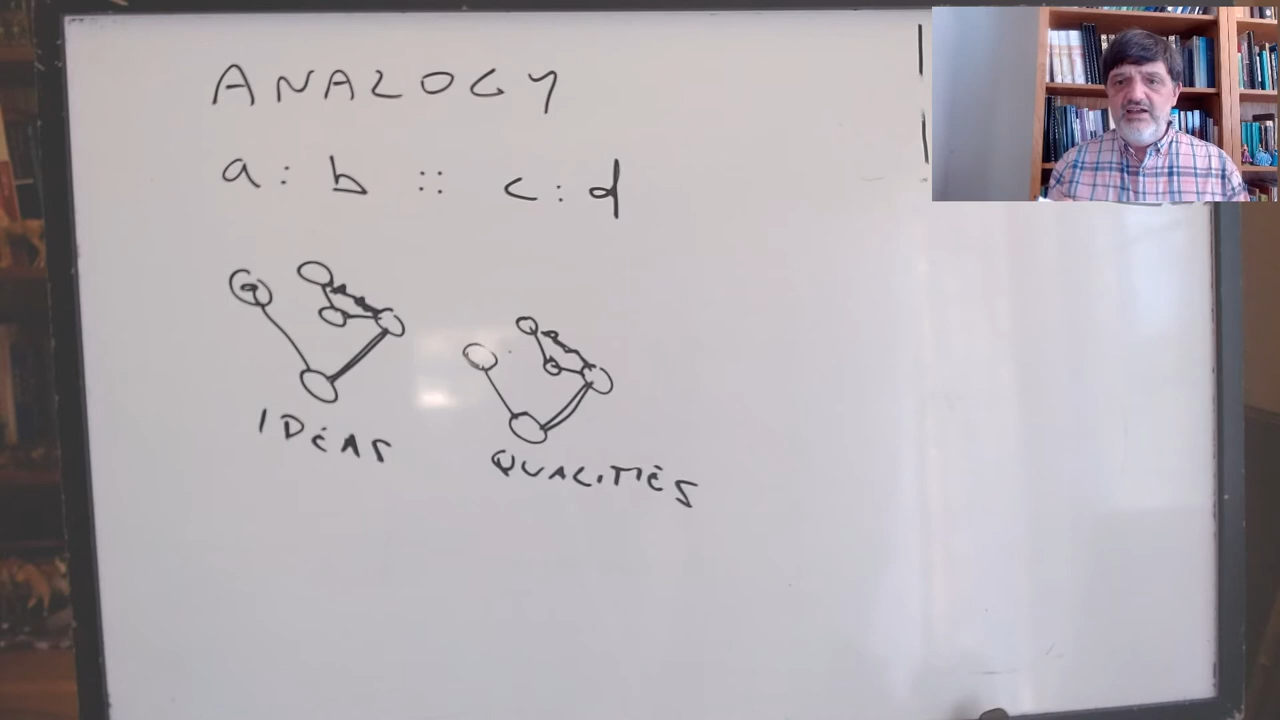 ANALOGY
a : b :: c : d
a
IDEAS
QUALITIES